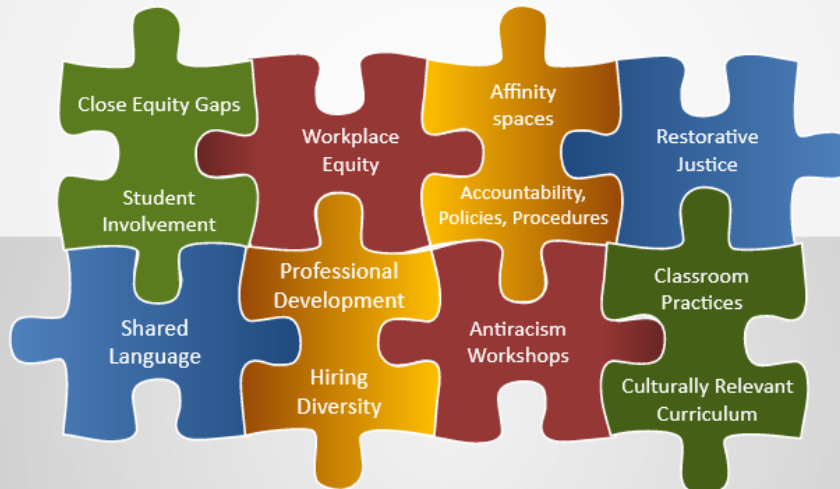 Close Equity Gaps
Student
Involvement
Workplace
Equity
Affinity
spaces
Accountability,
Policies, Procedures
Restorative
Justice
Shared
Language
Professional
Development
Hiring
Diversity
Antiracism
Workshops
Classroom
Practices
Culturally Relevant
Curriculum